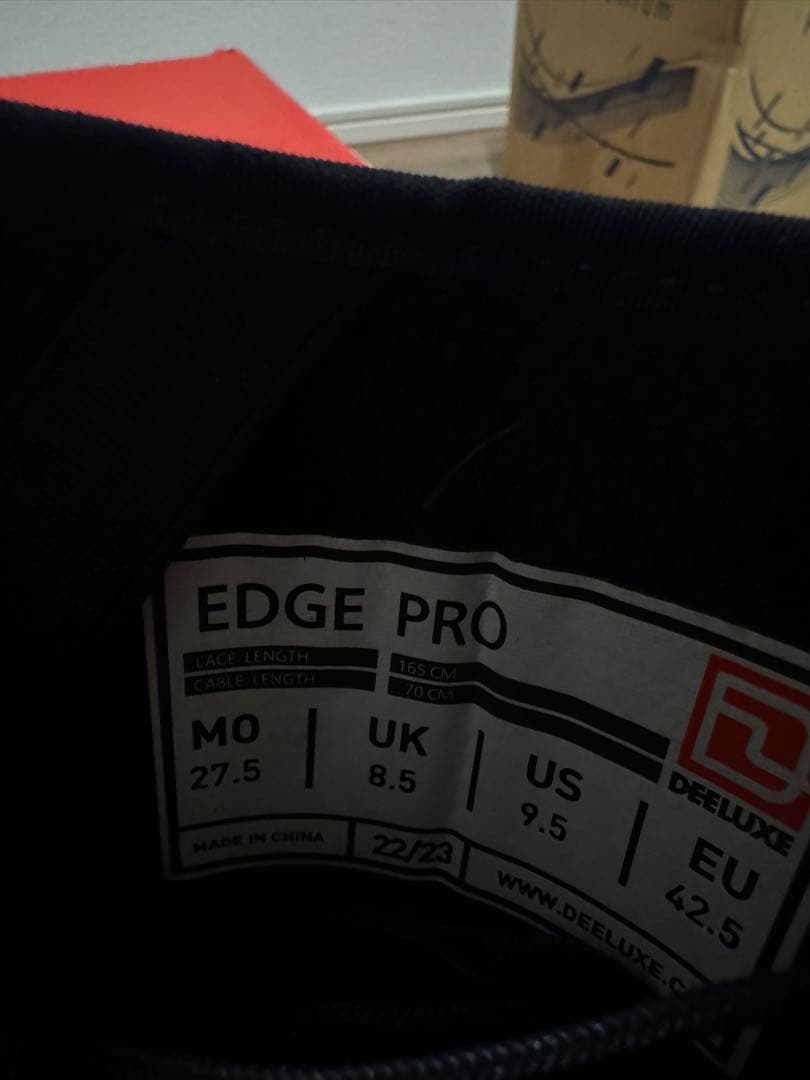 EDGE PRO
LACE LENGTH 165 CM
CABLE LENGTH 70 CM
MO UK US EU
27.5 8.5 9.5 42.5
DEELUXE
MADE IN CHINA 22/23 WWW.DEELUXE.C